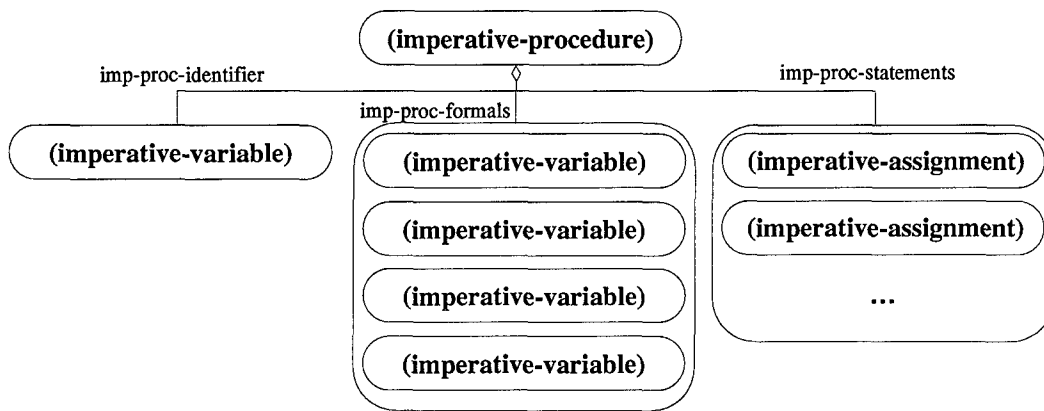 (imperative-procedure)
imp-proc-identifier
imp-proc-statements
imp-proc-formals
(imperative-variable)
(imperative-variable)
(imperative-variable)
(imperative-variable)
(imperative-variable)
(imperative-assignment)
(imperative-assignment)
...